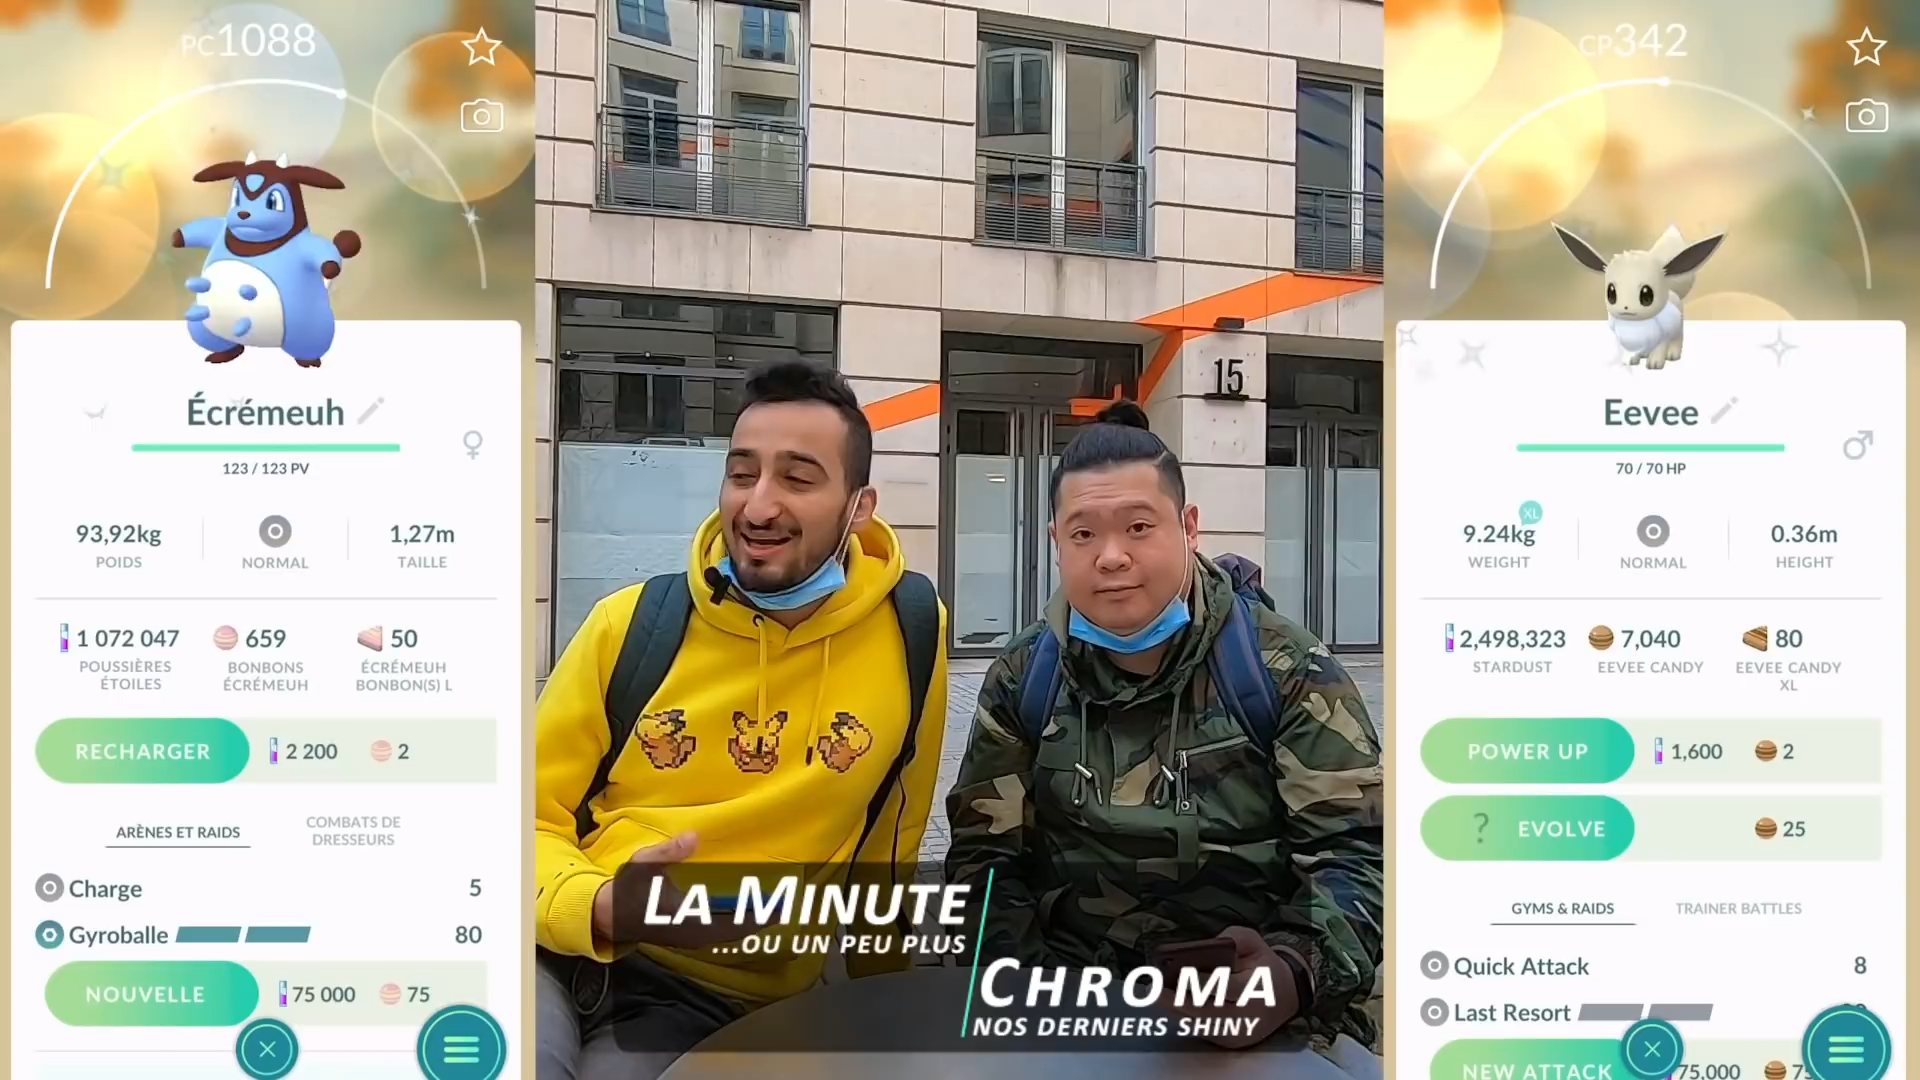 PC1088
Écrémeuh
123 / 123 PV
93,92kg
POIDS
NORMAL
1,27m
TAILLE
1 072 047
POUSSIÈRES
ÉTOILES
659
BONBONS
ÉCRÉMEUH
50
ÉCRÉMEUH
BONBON(S) L
RECHARGER
2 200
2
ARÈNES ET RAIDS
COMBATS DE
DRESSEURS
Charge
5
Gyroballe
80
NOUVELLE
75 000
75
15
LA MINUTE
...OU UN PEU PLUS
CHROMA
NOS DERNIERS SHINY
CP342
Eevee
70 / 70 HP
XL
9.24kg
WEIGHT
NORMAL
0.36m
HEIGHT
2,498,323
STARDUST
7,040
EEVEE CANDY
80
EEVEE CANDY
XL
POWER UP
1,600
2
? EVOLVE
25
GYMS & RAIDS
TRAINER BATTLES
Quick Attack
8
Last Resort
NEW ATTACK
75,000